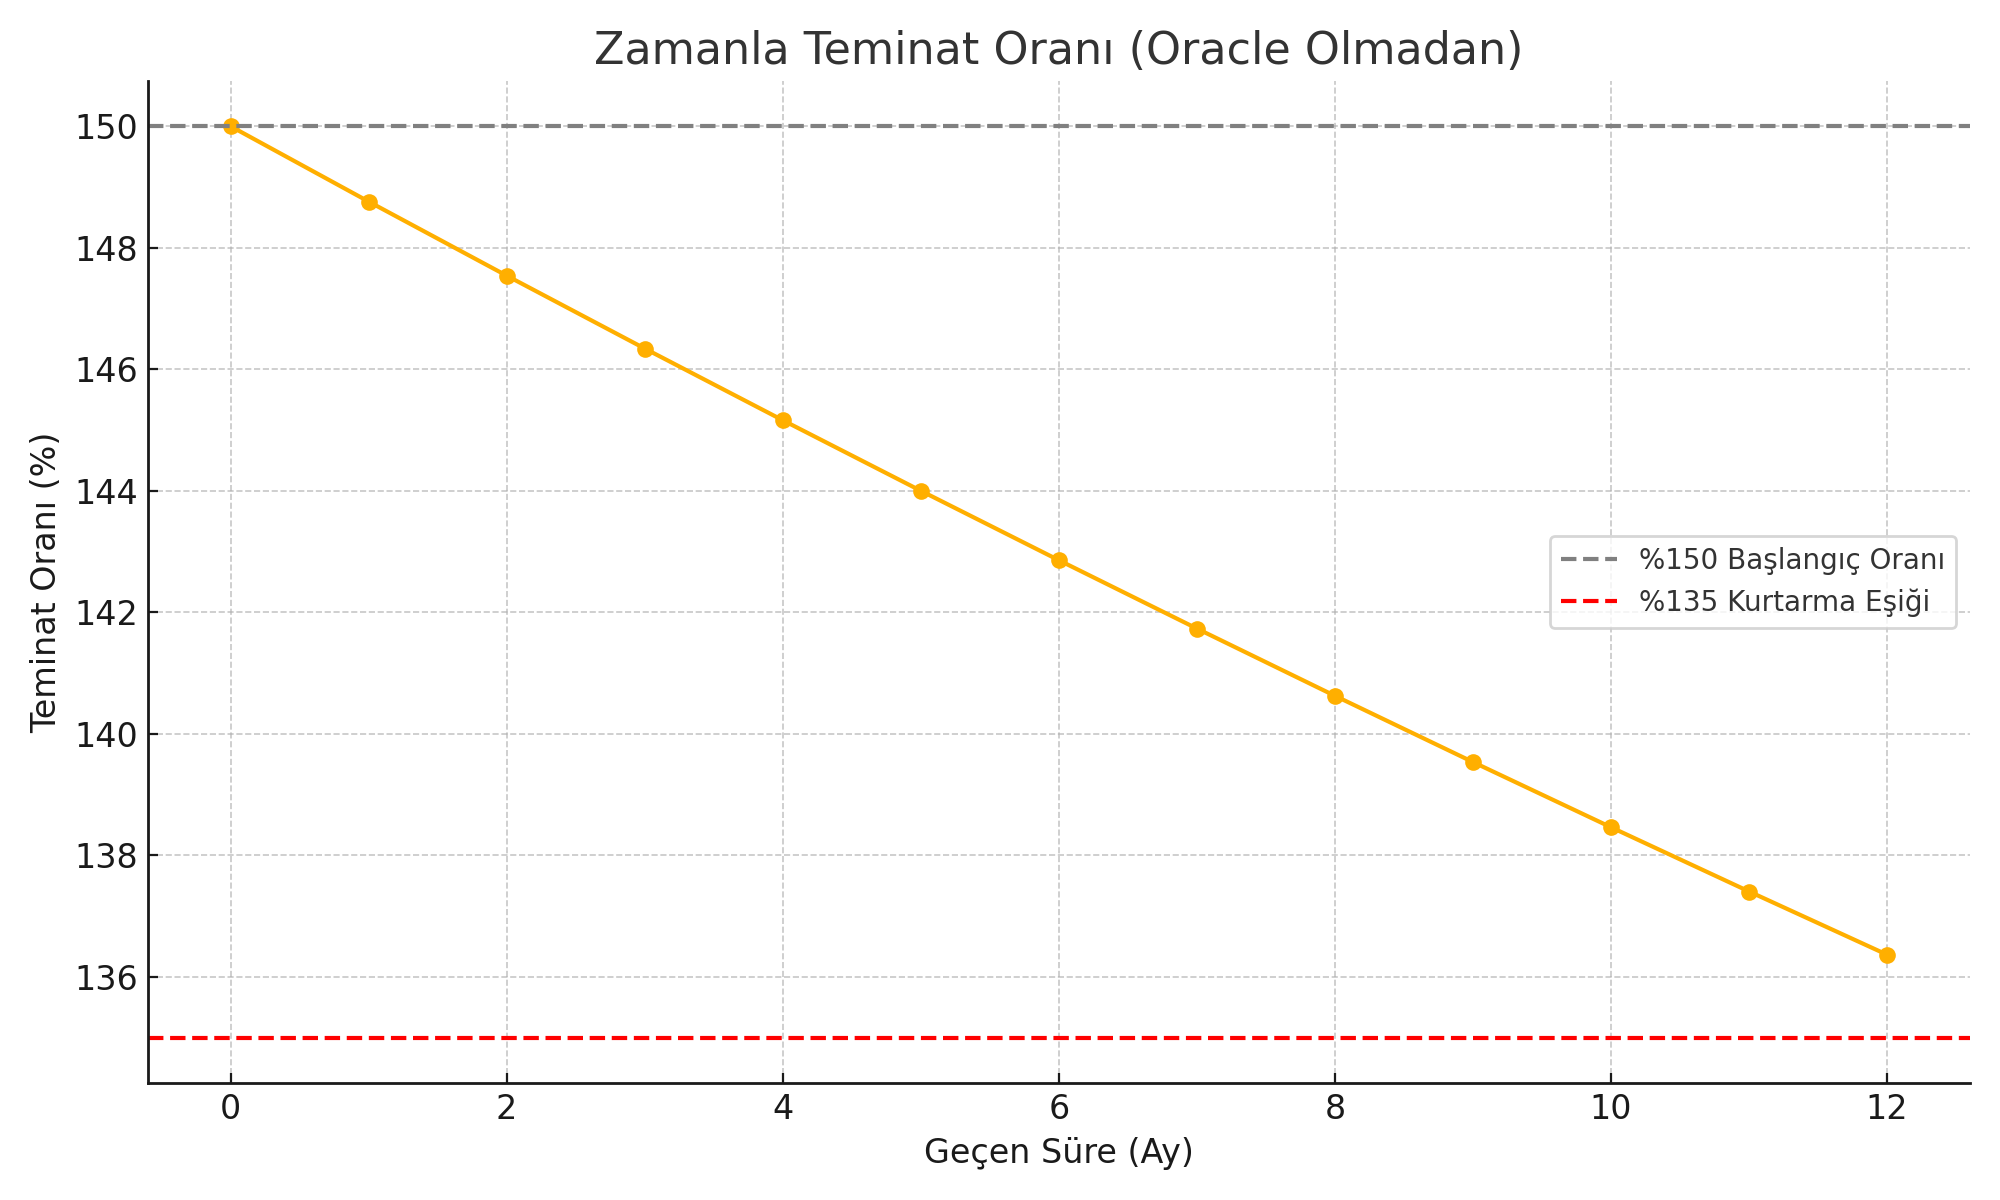 Zamanla Teminat Oranı (Oracle Olmadan)
Teminat Oranı (%)
150
148
146
144
142
140
138
136
%150 Başlangıç Oranı
%135 Kurtarma Eşiği
0 2 4 6 8 10 12
Geçen Süre (Ay)